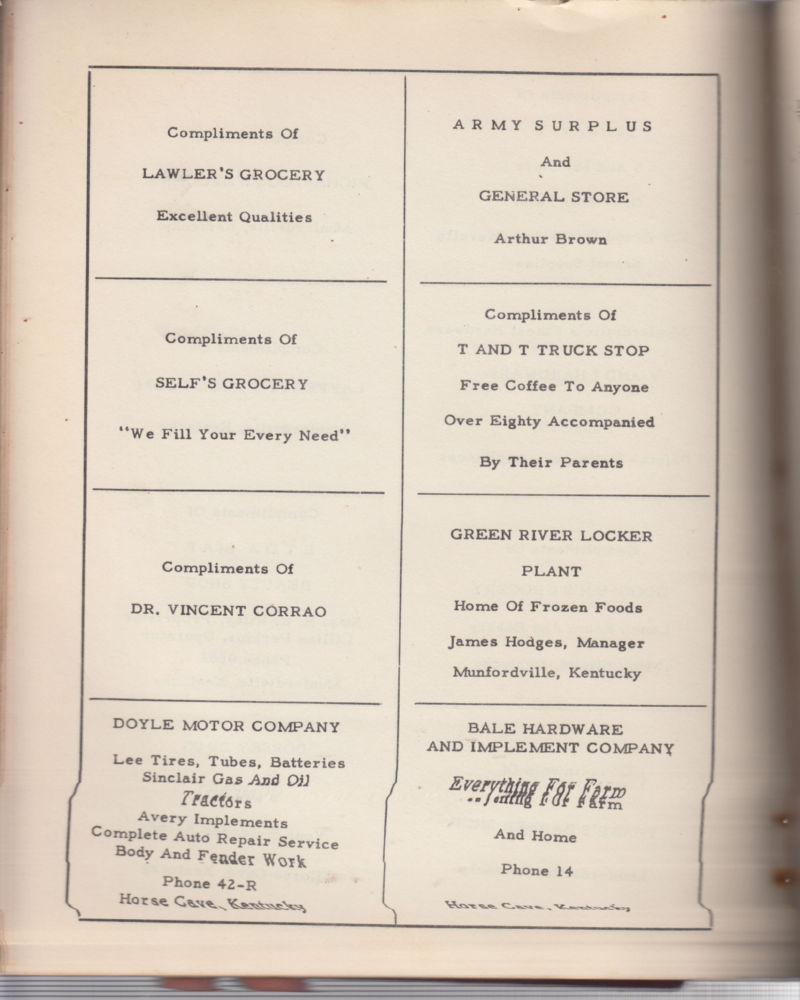 Compliments Of
LAWLER'S GROCERY
Excellent Qualities
ARMY SURPLUS
And
GENERAL STORE
Arthur Brown
Compliments Of
SELF'S GROCERY
"We Fill Your Every Need"
Compliments Of
T AND T TRUCK STOP
Free Coffee To Anyone
Over Eighty Accompanied
By Their Parents
Compliments Of
DR. VINCENT CORRAO
GREEN RIVER LOCKER
PLANT
Home Of Frozen Foods
James Hodges, Manager
Munfordville, Kentucky
DOYLE MOTOR COMPANY
Lee Tires, Tubes, Batteries
Sinclair Gas And Oil
Tractors
Avery Implements
Complete Auto Repair Service
Body And Fender Work
Phone 42-R
Horse Cave, Kentucky
BALE HARDWARE
AND IMPLEMENT COMPANY
Everything For Farm
And Home
Phone 14
Horse Cave, Kentucky